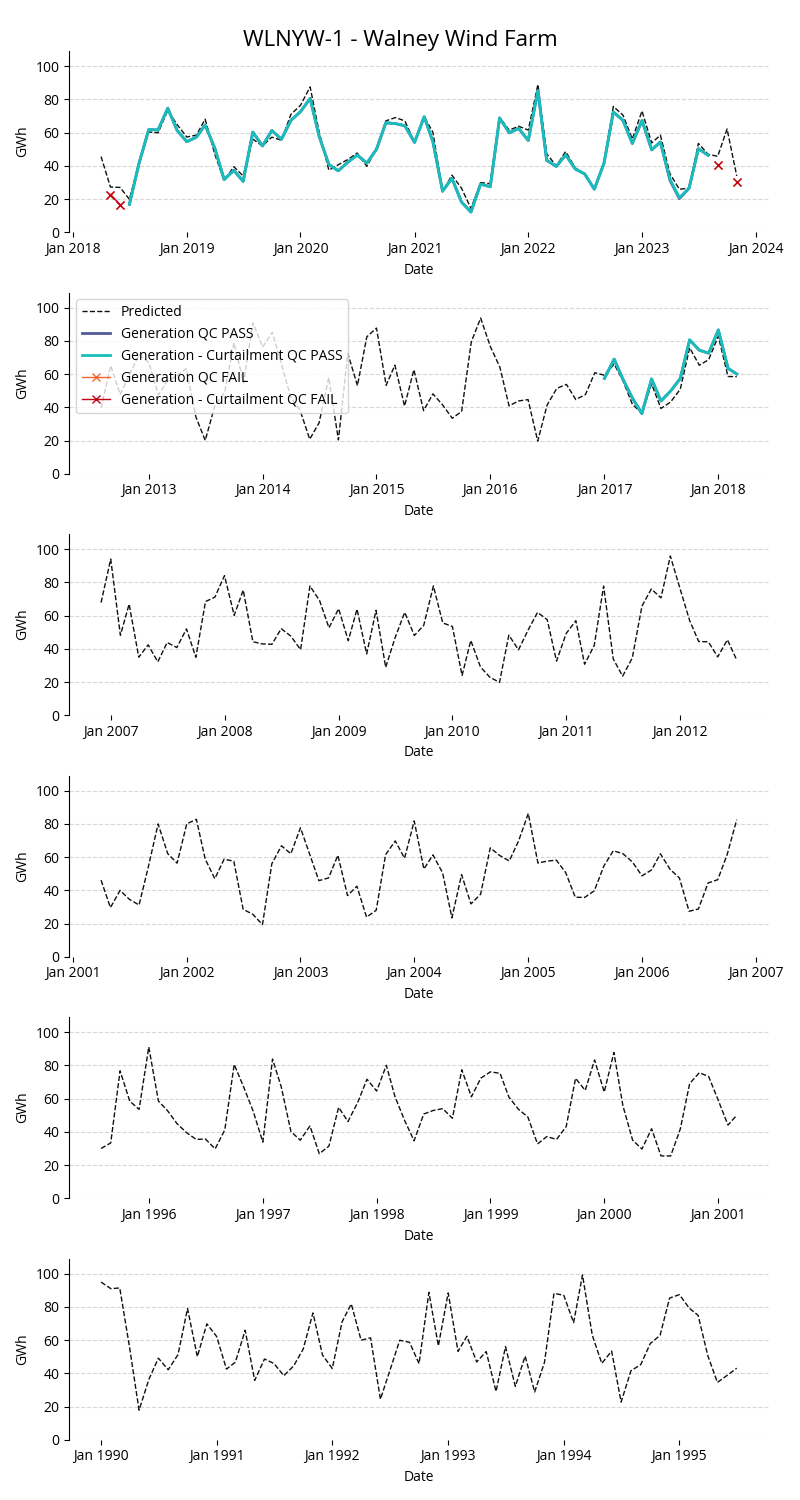 WLNYW-1 - Walney Wind Farm
100
80
60
40
20
0
GWh
Jan 2018 Jan 2019 Jan 2020 Jan 2021 Jan 2022 Jan 2023 Jan 2024
Date
100
80
60
40
20
0
GWh
Predicted
Generation QC PASS
Generation - Curtailment QC PASS
Generation QC FAIL
Generation - Curtailment QC FAIL
Jan 2013 Jan 2014 Jan 2015 Jan 2016 Jan 2017 Jan 2018
Date
100
80
60
40
20
0
GWh
Jan 2007 Jan 2008 Jan 2009 Jan 2010 Jan 2011 Jan 2012
Date
100
80
60
40
20
0
GWh
Jan 2001 Jan 2002 Jan 2003 Jan 2004 Jan 2005 Jan 2006 Jan 2007
Date
100
80
60
40
20
0
GWh
Jan 1996 Jan 1997 Jan 1998 Jan 1999 Jan 2000 Jan 2001
Date
100
80
60
40
20
0
GWh
Jan 1990 Jan 1991 Jan 1992 Jan 1993 Jan 1994 Jan 1995
Date